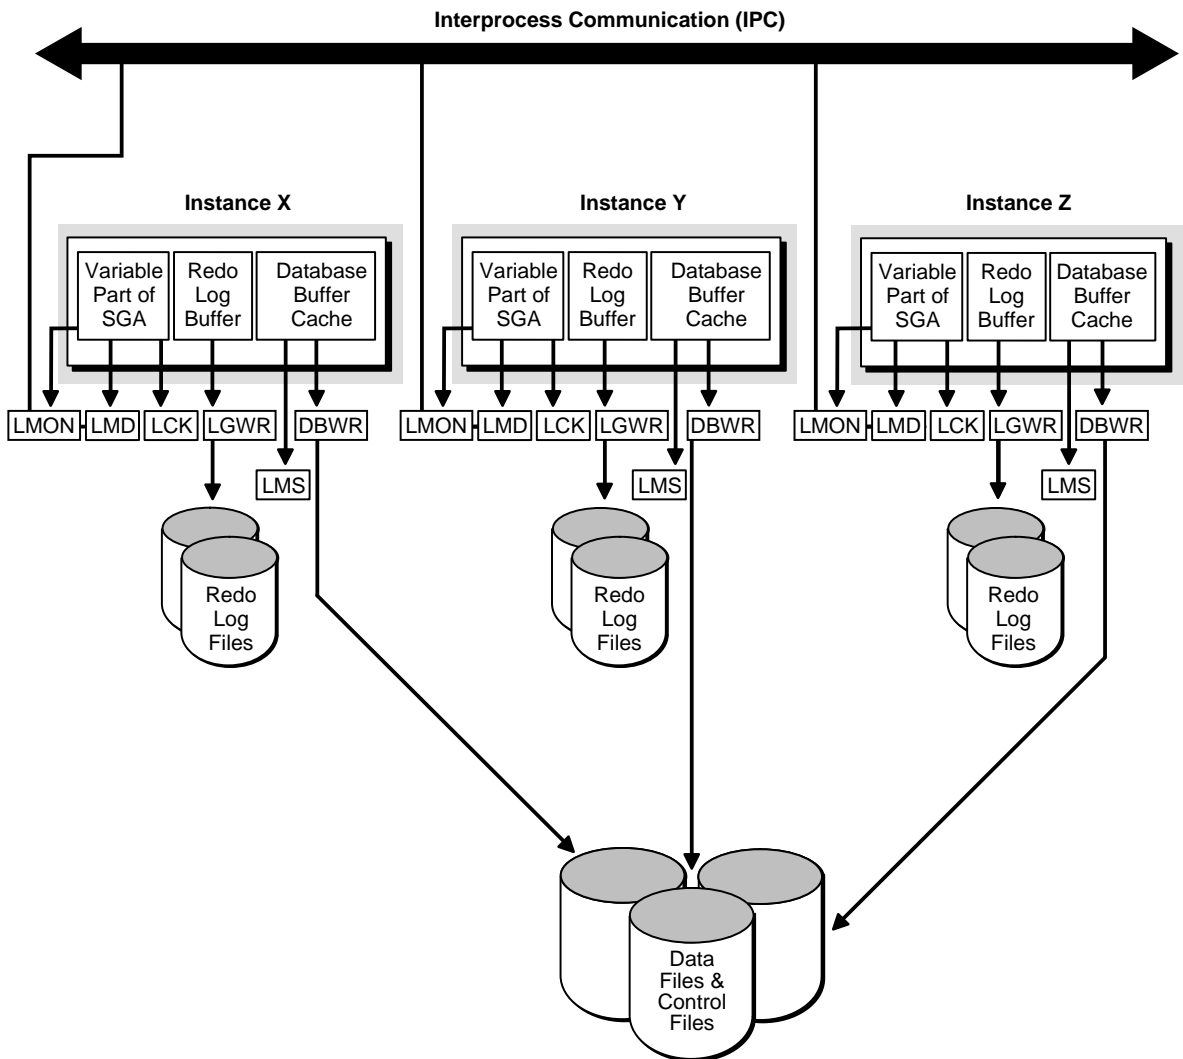 Interprocess Communication (IPC)
Instance X
Variable
Part of
SGA
Redo
Log
Buffer
Database
Buffer
Cache
LMON
LMD
LCK
LGWR
DBWR
LMS
Redo
Log
Files
Instance Y
Variable
Part of
SGA
Redo
Log
Buffer
Database
Buffer
Cache
LMON
LMD
LCK
LGWR
DBWR
LMS
Redo
Log
Files
Instance Z
Variable
Part of
SGA
Redo
Log
Buffer
Database
Buffer
Cache
LMON
LMD
LCK
LGWR
DBWR
LMS
Redo
Log
Files
Data
Files &
Control
Files